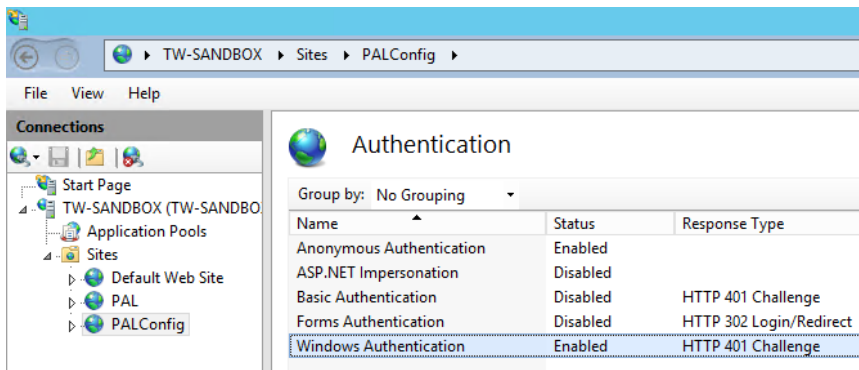 TW-SANDBOX Sites PALConfig
File View Help
Connections
Start Page
TW-SANDBOX (TW-SANDBO
Application Pools
Sites
Default Web Site
PAL
PALConfig
Authentication
Group by: No Grouping
Name Status Response Type
Anonymous Authentication Enabled
ASP.NET Impersonation Disabled
Basic Authentication Disabled HTTP 401 Challenge
Forms Authentication Disabled HTTP 302 Login/Redirect
Windows Authentication Enabled HTTP 401 Challenge